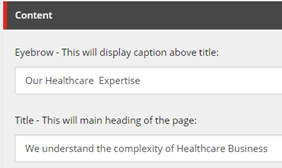 Content
Eyebrow - This will display caption above title:
Our Healthcare  Expertise
Title - This will main heading of the page:
We understand the complexity of Healthcare Business